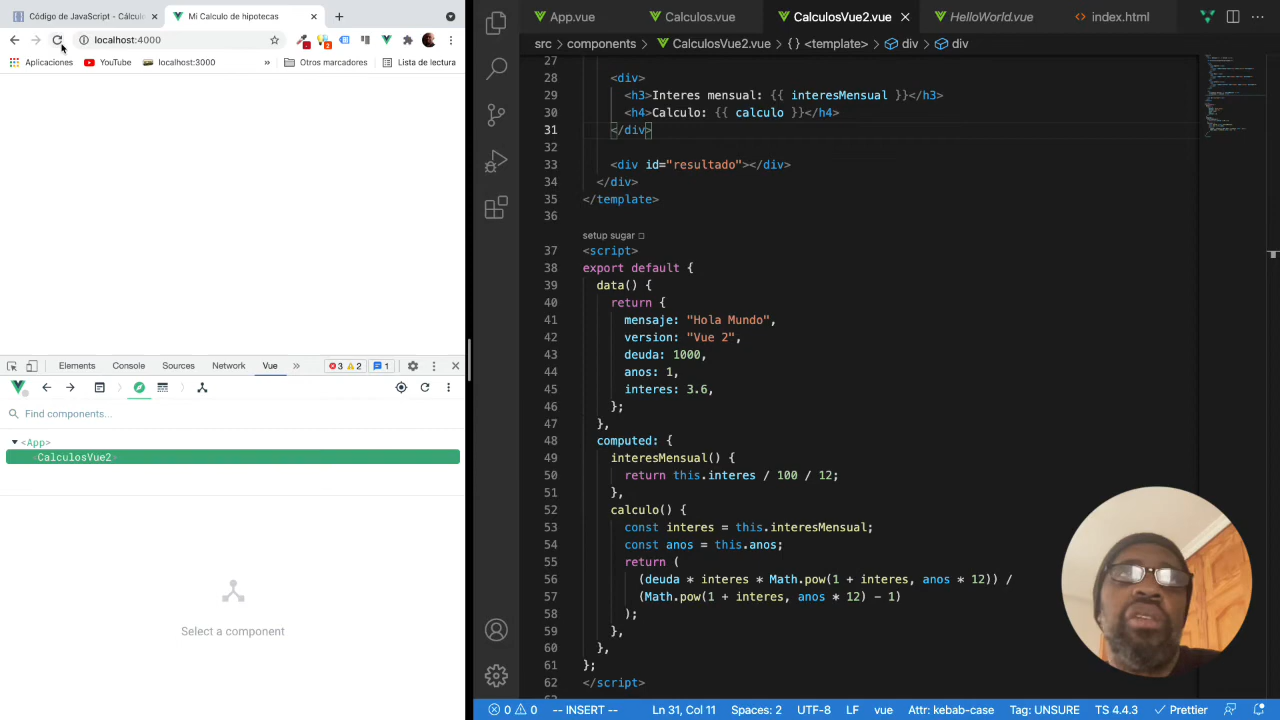 Código de JavaScript - Cálcul
Mi Calculo de hipotecas
localhost:4000
2
Aplicaciones
YouTube
localhost:3000
»
Otros marcadores
Lista de lectura
Elements
Console
Sources
Network
Vue
»
3
2
1
Find components...
<App>
<CalculosVue2>
Select a component
App.vue
Calculos.vue
CalculosVue2.vue
HelloWorld.vue
index.html
src > components > CalculosVue2.vue > {} <template> > div > div
27
28 <div>
29 <h3>Interes mensual: {{ interesMensual }}</h3>
30 <h4>Calculo: {{ calculo }}</h4>
31 </div>
32
33 <div id="resultado"></div>
34 </div>
35 </template>
36
setup sugar
37 <script>
38 export default {
39 data() {
40 return {
41 mensaje: "Hola Mundo",
42 version: "Vue 2",
43 deuda: 1000,
44 anos: 1,
45 interes: 3.6,
46 };
47 },
48 computed: {
49 interesMensual() {
50 return this.interes / 100 / 12;
51 },
52 calculo() {
53 const interes = this.interesMensual;
54 const anos = this.anos;
55 return (
56 (deuda * interes * Math.pow(1 + interes, anos * 12)) /
57 (Math.pow(1 + interes, anos * 12) - 1)
58 );
59 },
60 },
61 };
62 </script>
0 0 -- INSERT -- Ln 31, Col 11 Spaces: 2 UTF-8 LF vue Attr: kebab-case Tag: UNSURE TS 4.4.3 Prettier